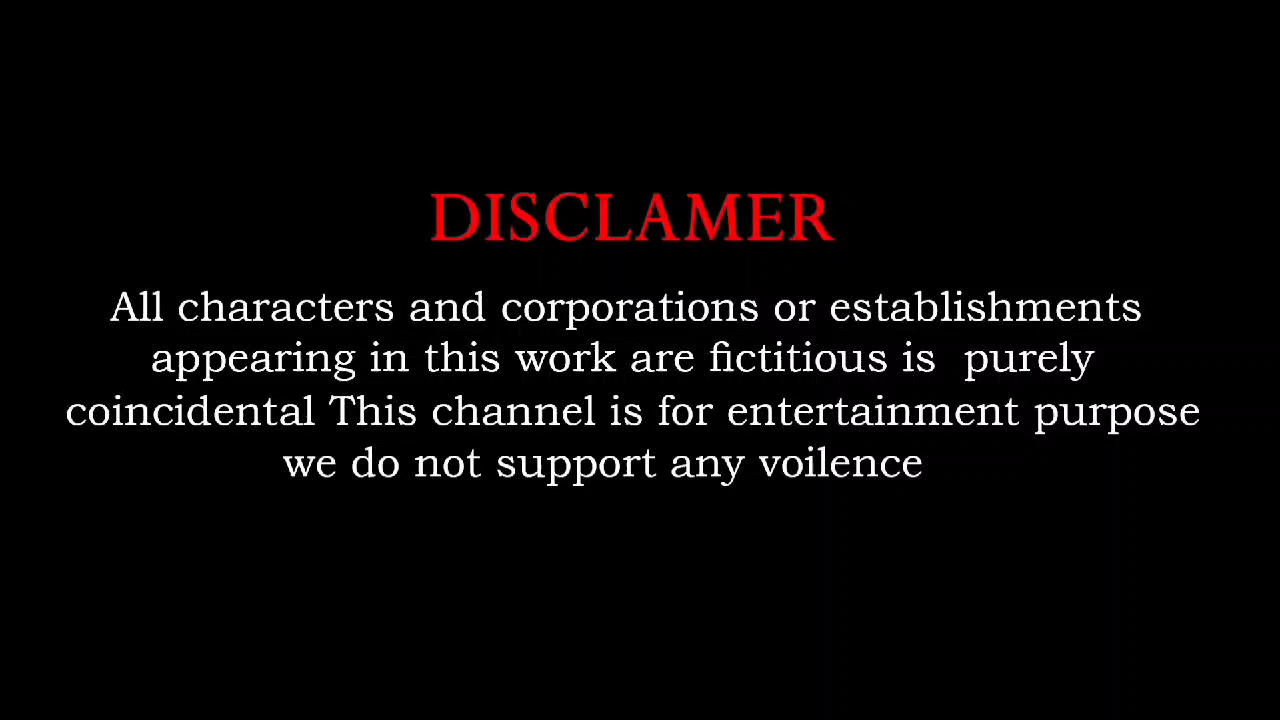 DISCLAMER
All characters and corporations or establishments
appearing in this work are fictitious is  purely
coincidental This channel is for entertainment purpose
we do not support any voilence